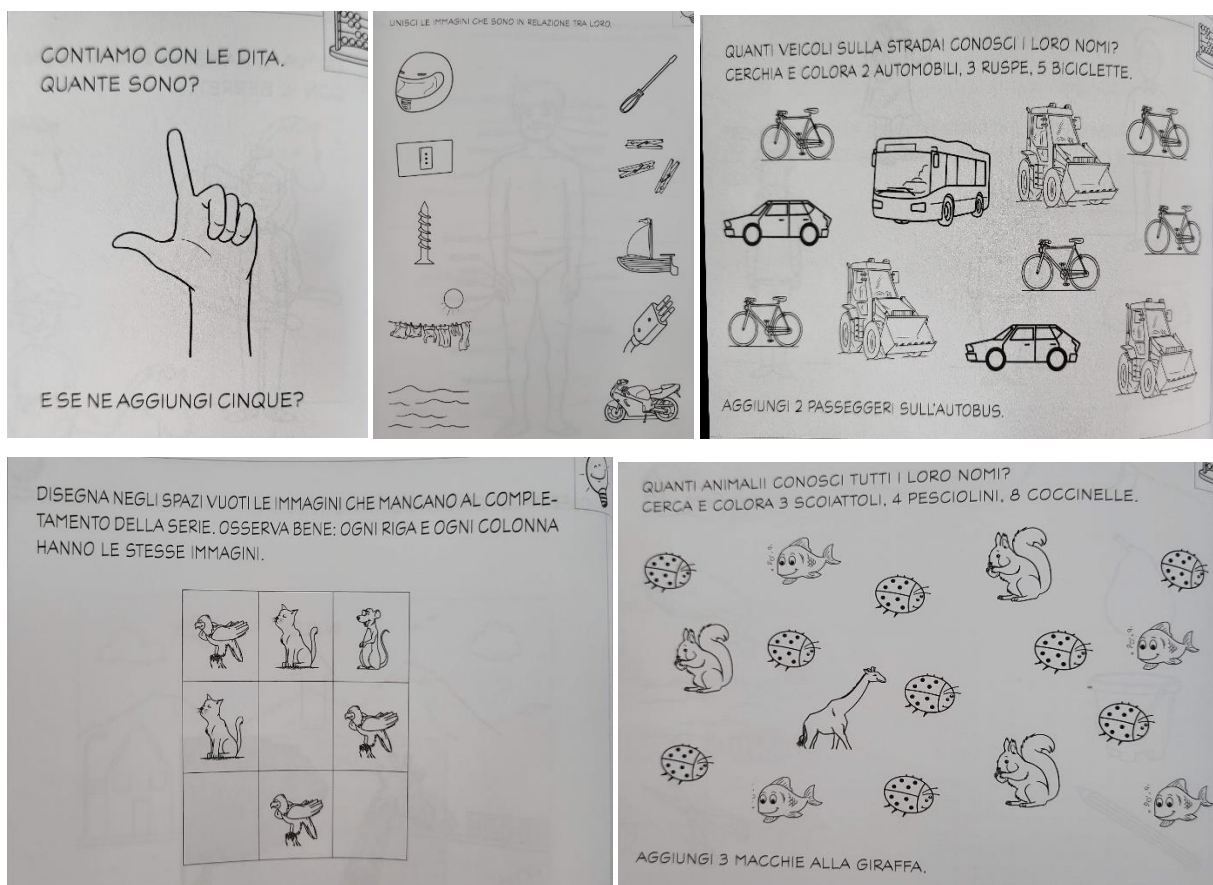 CONTIAMO CON LE DITA.
QUANTE SONO?
E SE NE AGGIUNGI CINQUE?
UNISCI LE IMMAGINI CHE SONO IN RELAZIONE TRA LORO.
QUANTI VEICOLI SULLA STRADA! CONOSCI I LORO NOMI?
CERCHIA E COLORA 2 AUTOMOBILI, 3 RUSPE, 5 BICICLETTE.
AGGIUNGI 2 PASSEGGERI SULL'AUTOBUS.
DISEGNA NEGLI SPAZI VUOTI LE IMMAGINI CHE MANCANO AL COMPLE-
TAMENTO DELLA SERIE. OSSERVA BENE: OGNI RIGA E OGNI COLONNA
HANNO LE STESSE IMMAGINI.
QUANTI ANIMALI! CONOSCI TUTTI I LORO NOMI?
CERCA E COLORA 3 SCOIATTOLI, 4 PESCIOLINI, 8 COCCINELLE.
AGGIUNGI 3 MACCHIE ALLA GIRAFFA.